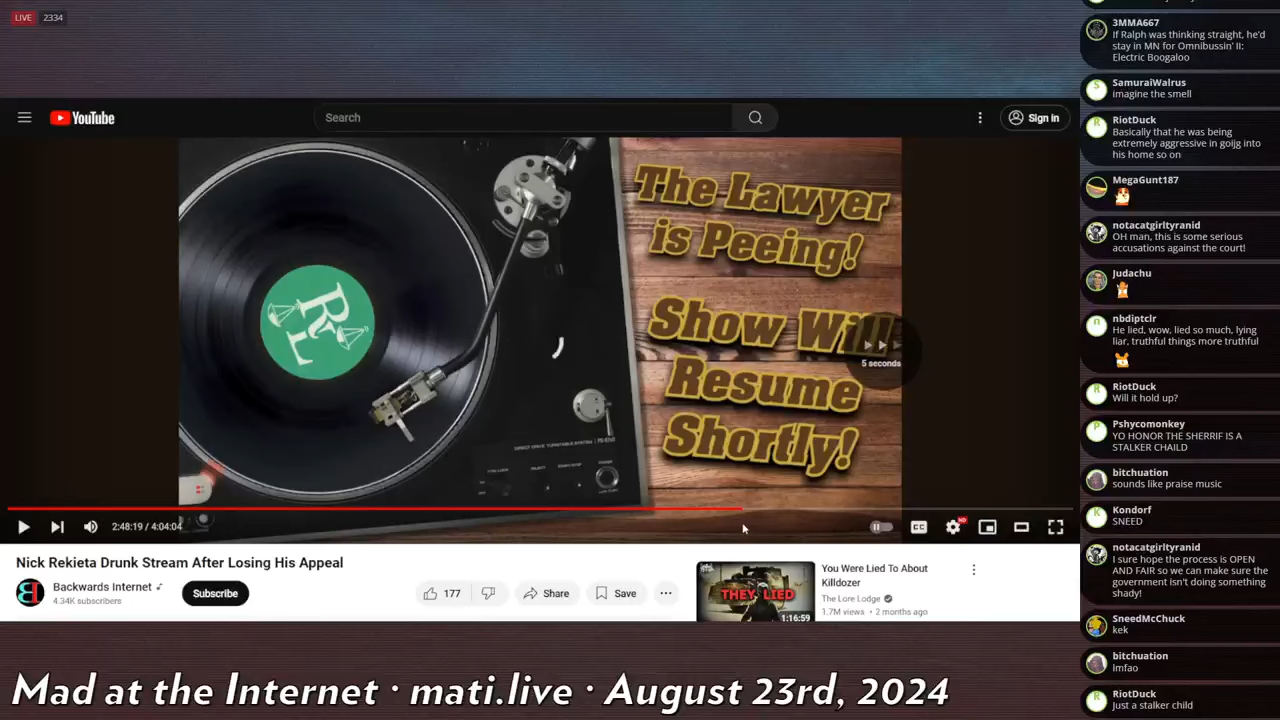 LIVE 2334
YouTube
Search
Sign in
The Lawyer
is Peeing!
Show Will
Resume
Shortly!
5 seconds
RL
2:48:19 / 4:04:04
CC
HD
Nick Rekieta Drunk Stream After Losing His Appeal
Backwards Internet
4.34K subscribers
Subscribe
177
Share
Save
THEY LIED
1:16:59
You Were Lied To About
Killdozer
The Lore Lodge
1.7M views • 2 months ago
Mad at the Internet · mati.live · August 23rd, 2024
3MMA667
If Ralph was thinking straight, he'd
stay in MN for Omnibussin' II:
Electric Boogaloo
SamuraiWalrus
imagine the smell
RiotDuck
Basically that he was being
extremely aggressive in goijg into
his home so on
MegaGunt187
notacatgirltyranid
OH man, this is some serious
accusations against the court!
Judachu
nbdiptclr
He lied, wow, lied so much, lying
liar, truthful things more truthful
RiotDuck
Will it hold up?
Pshycomonkey
YO HONOR THE SHERRIF IS A
STALKER CHAILD
bitchuation
sounds like praise music
Kondorf
SNEED
notacatgirltyranid
I sure hope the process is OPEN
AND FAIR so we can make sure the
government isn't doing something
shady!
SneedMcChuck
kek
bitchuation
lmfao
RiotDuck
Just a stalker child